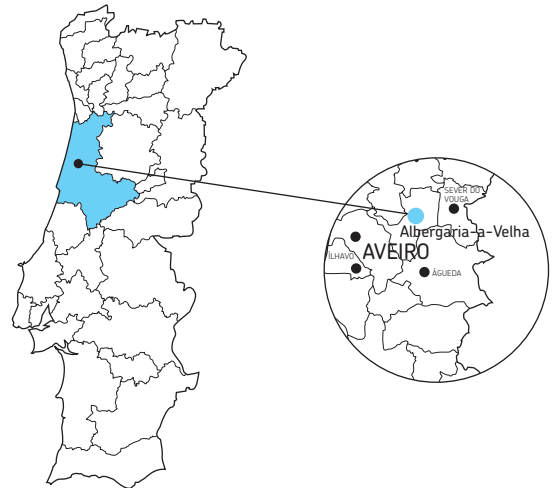 SEVER DO
VOUGA
Albergaria-a-Velha
AVEIRO
ÍLHAVO
ÁGUEDA